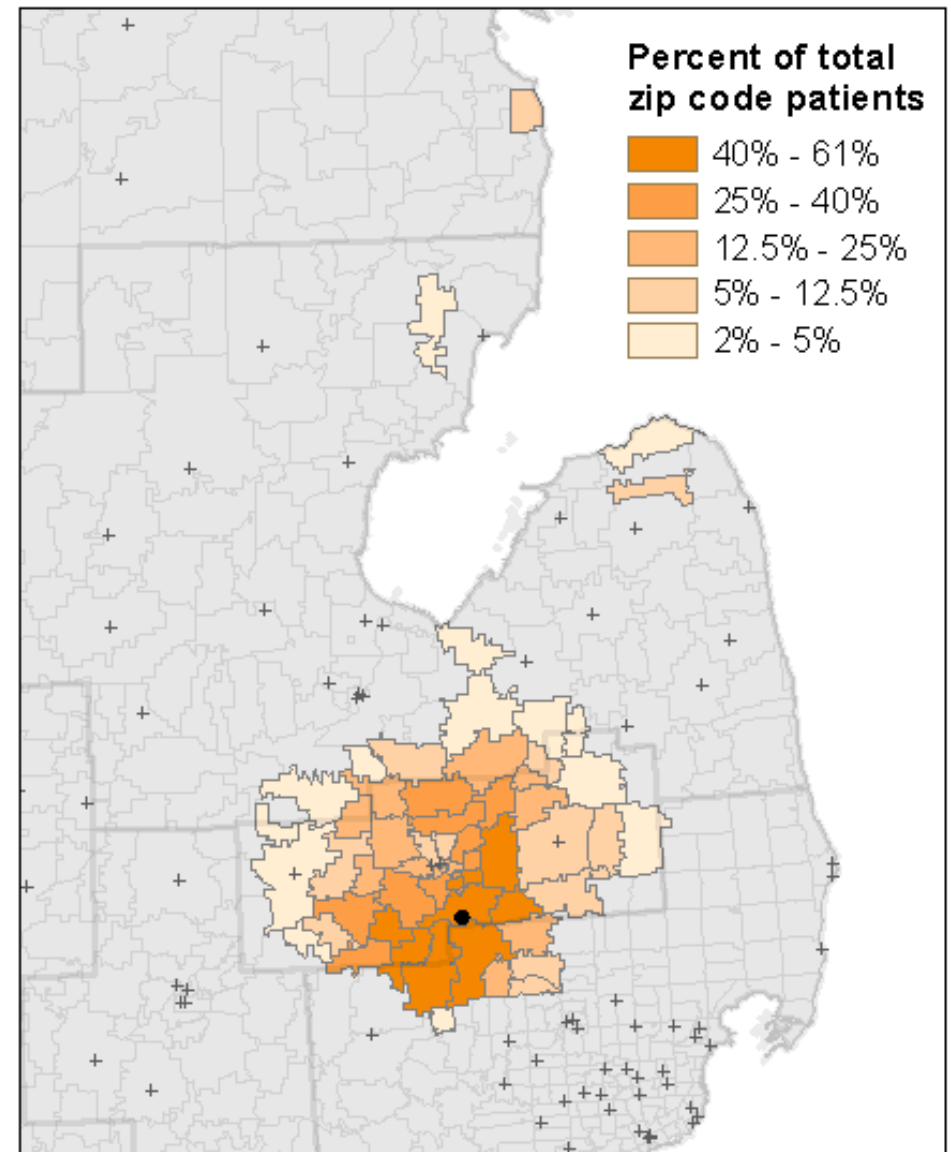 Percent of total
zip code patients
40% - 61%
25% - 40%
12.5% - 25%
5% - 12.5%
2% - 5%